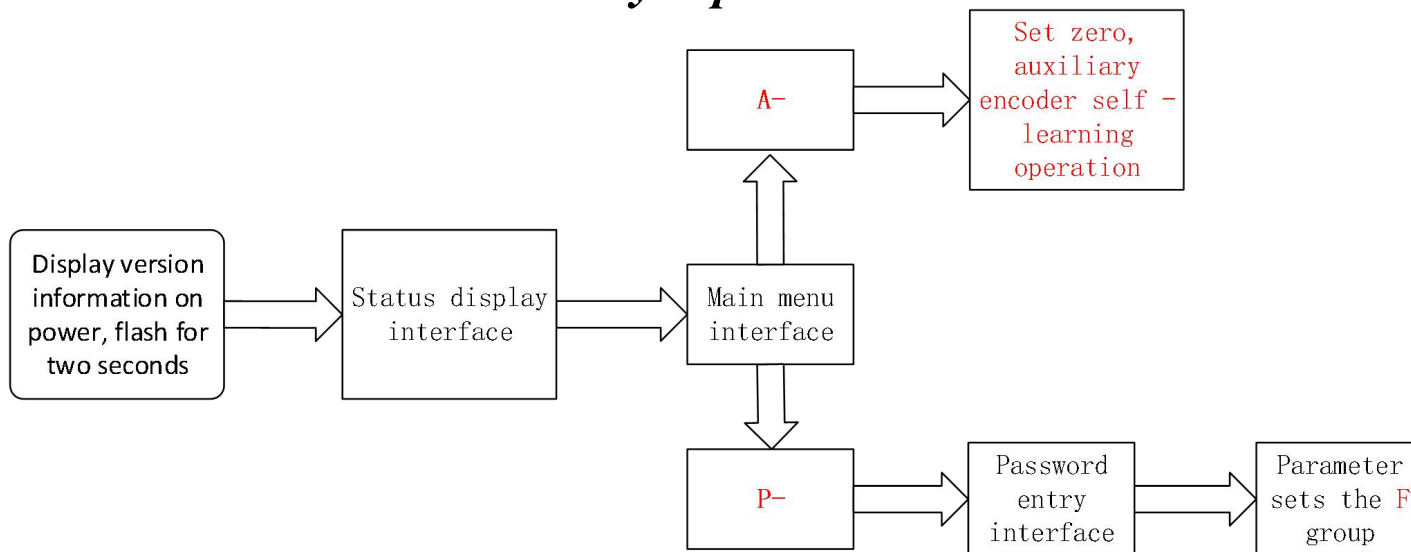 Set zero,
auxiliary
encoder self -
learning
operation
A-
Display version
information on
power, flash for
two seconds
Status display
interface
Main menu
interface
P-
Password
entry
interface
Parameter
sets the F
group